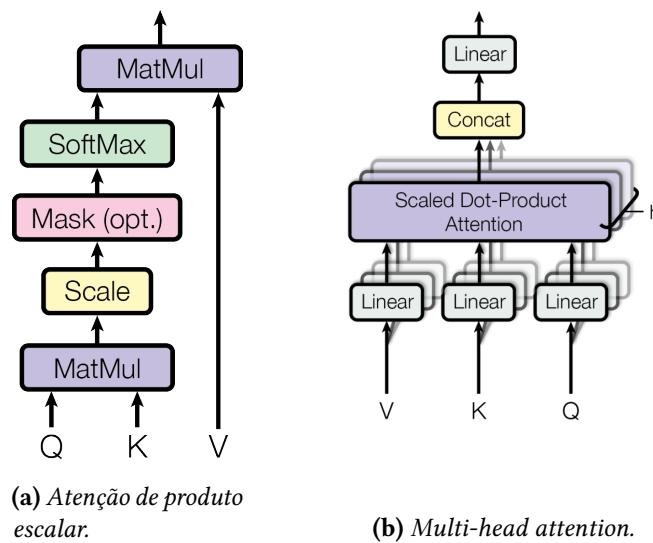 MatMul
SoftMax
Mask (opt.)
Scale
MatMul
Q K V
(a) Atenção de produto
escalar.
Linear
Concat
Scaled Dot-Product
Attention
Linear Linear Linear
V K Q
(b) Multi-head attention.